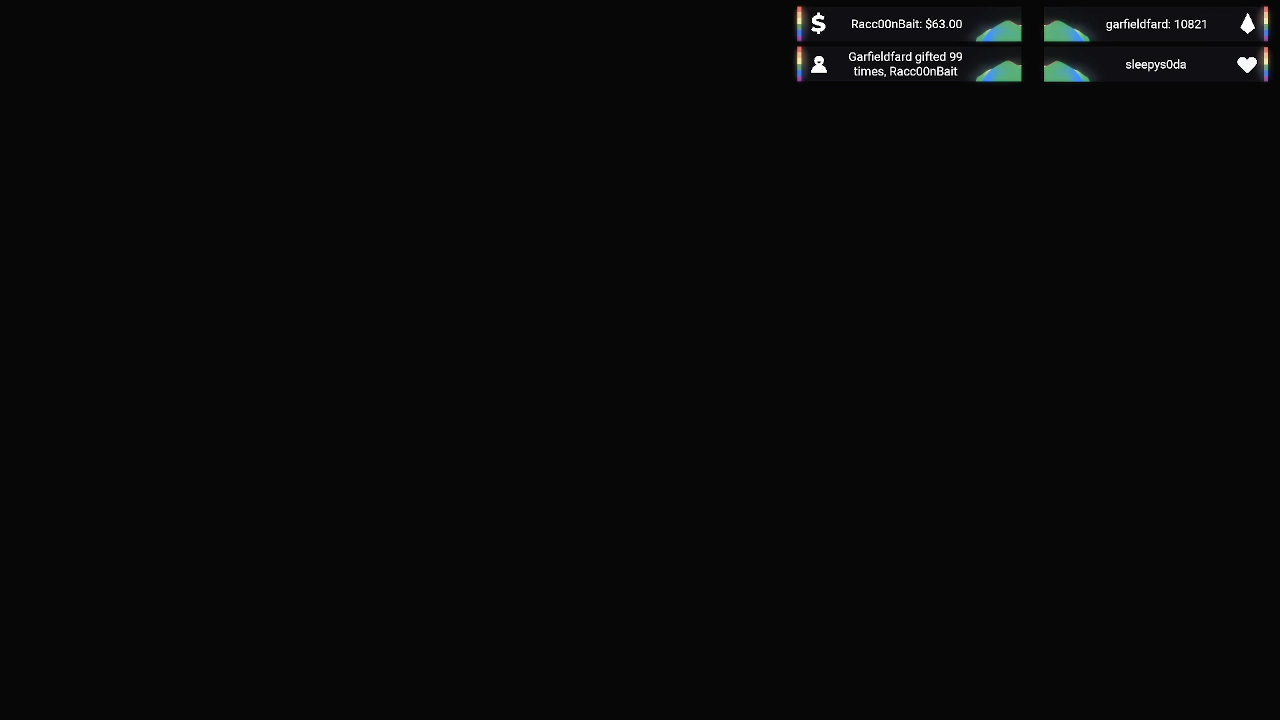 Racc00nBait: $63.00
garfieldfard: 10821
Garfieldfard gifted 99
times, Racc00nBait
sleepys0da